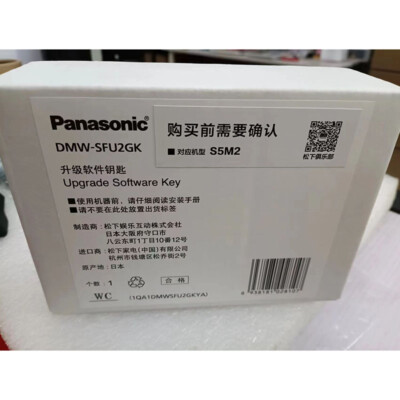 Panasonic
DMW-SFU2GK
升级软件钥匙
Upgrade Software Key
购买前需要确认
■对应机型 S5M2
松下俱乐部
■使用机器前，请仔细阅读安装手册
■请不要在此处放置出货标签
制造商：松下娱乐互动株式会社
日本大阪府守口市
八云东町1丁目10番12号
进口商：松下家电（中国）有限公司
杭州市钱塘区松乔街2号
原产地：日本
个数 1
合格
WC
(1QA1DMWSFU2GKYA)